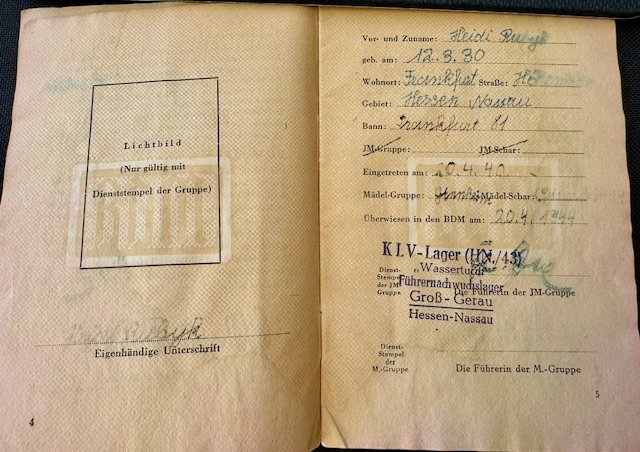 Lichtbild
(Nur gültig mit
Dienststempel der Gruppe)
Eigenhändige Unterschrift
4
Vor- und Zuname: Heidi
geb. am: 12.3.30
Wohnort: Frankfurt Straße:
Gebiet: Hessen Nassau
Bann: Frankfurt 81
JM-Gruppe: JM-Schar:
Eingetreten am: 20.4.40
Mädel-Gruppe: Mädel-Schar:
Überwiesen in den BDM am: 20.4.1944
KLV-Lager
Wasserturm
Führernachwuchslager
Groß-Gerau
Hessen-Nassau
Dienst-
Stempel
der JM-
Gruppe
Die Führerin der JM-Gruppe
Dienst-
Stempel
der
M.-Gruppe
Die Führerin der M.-Gruppe
5